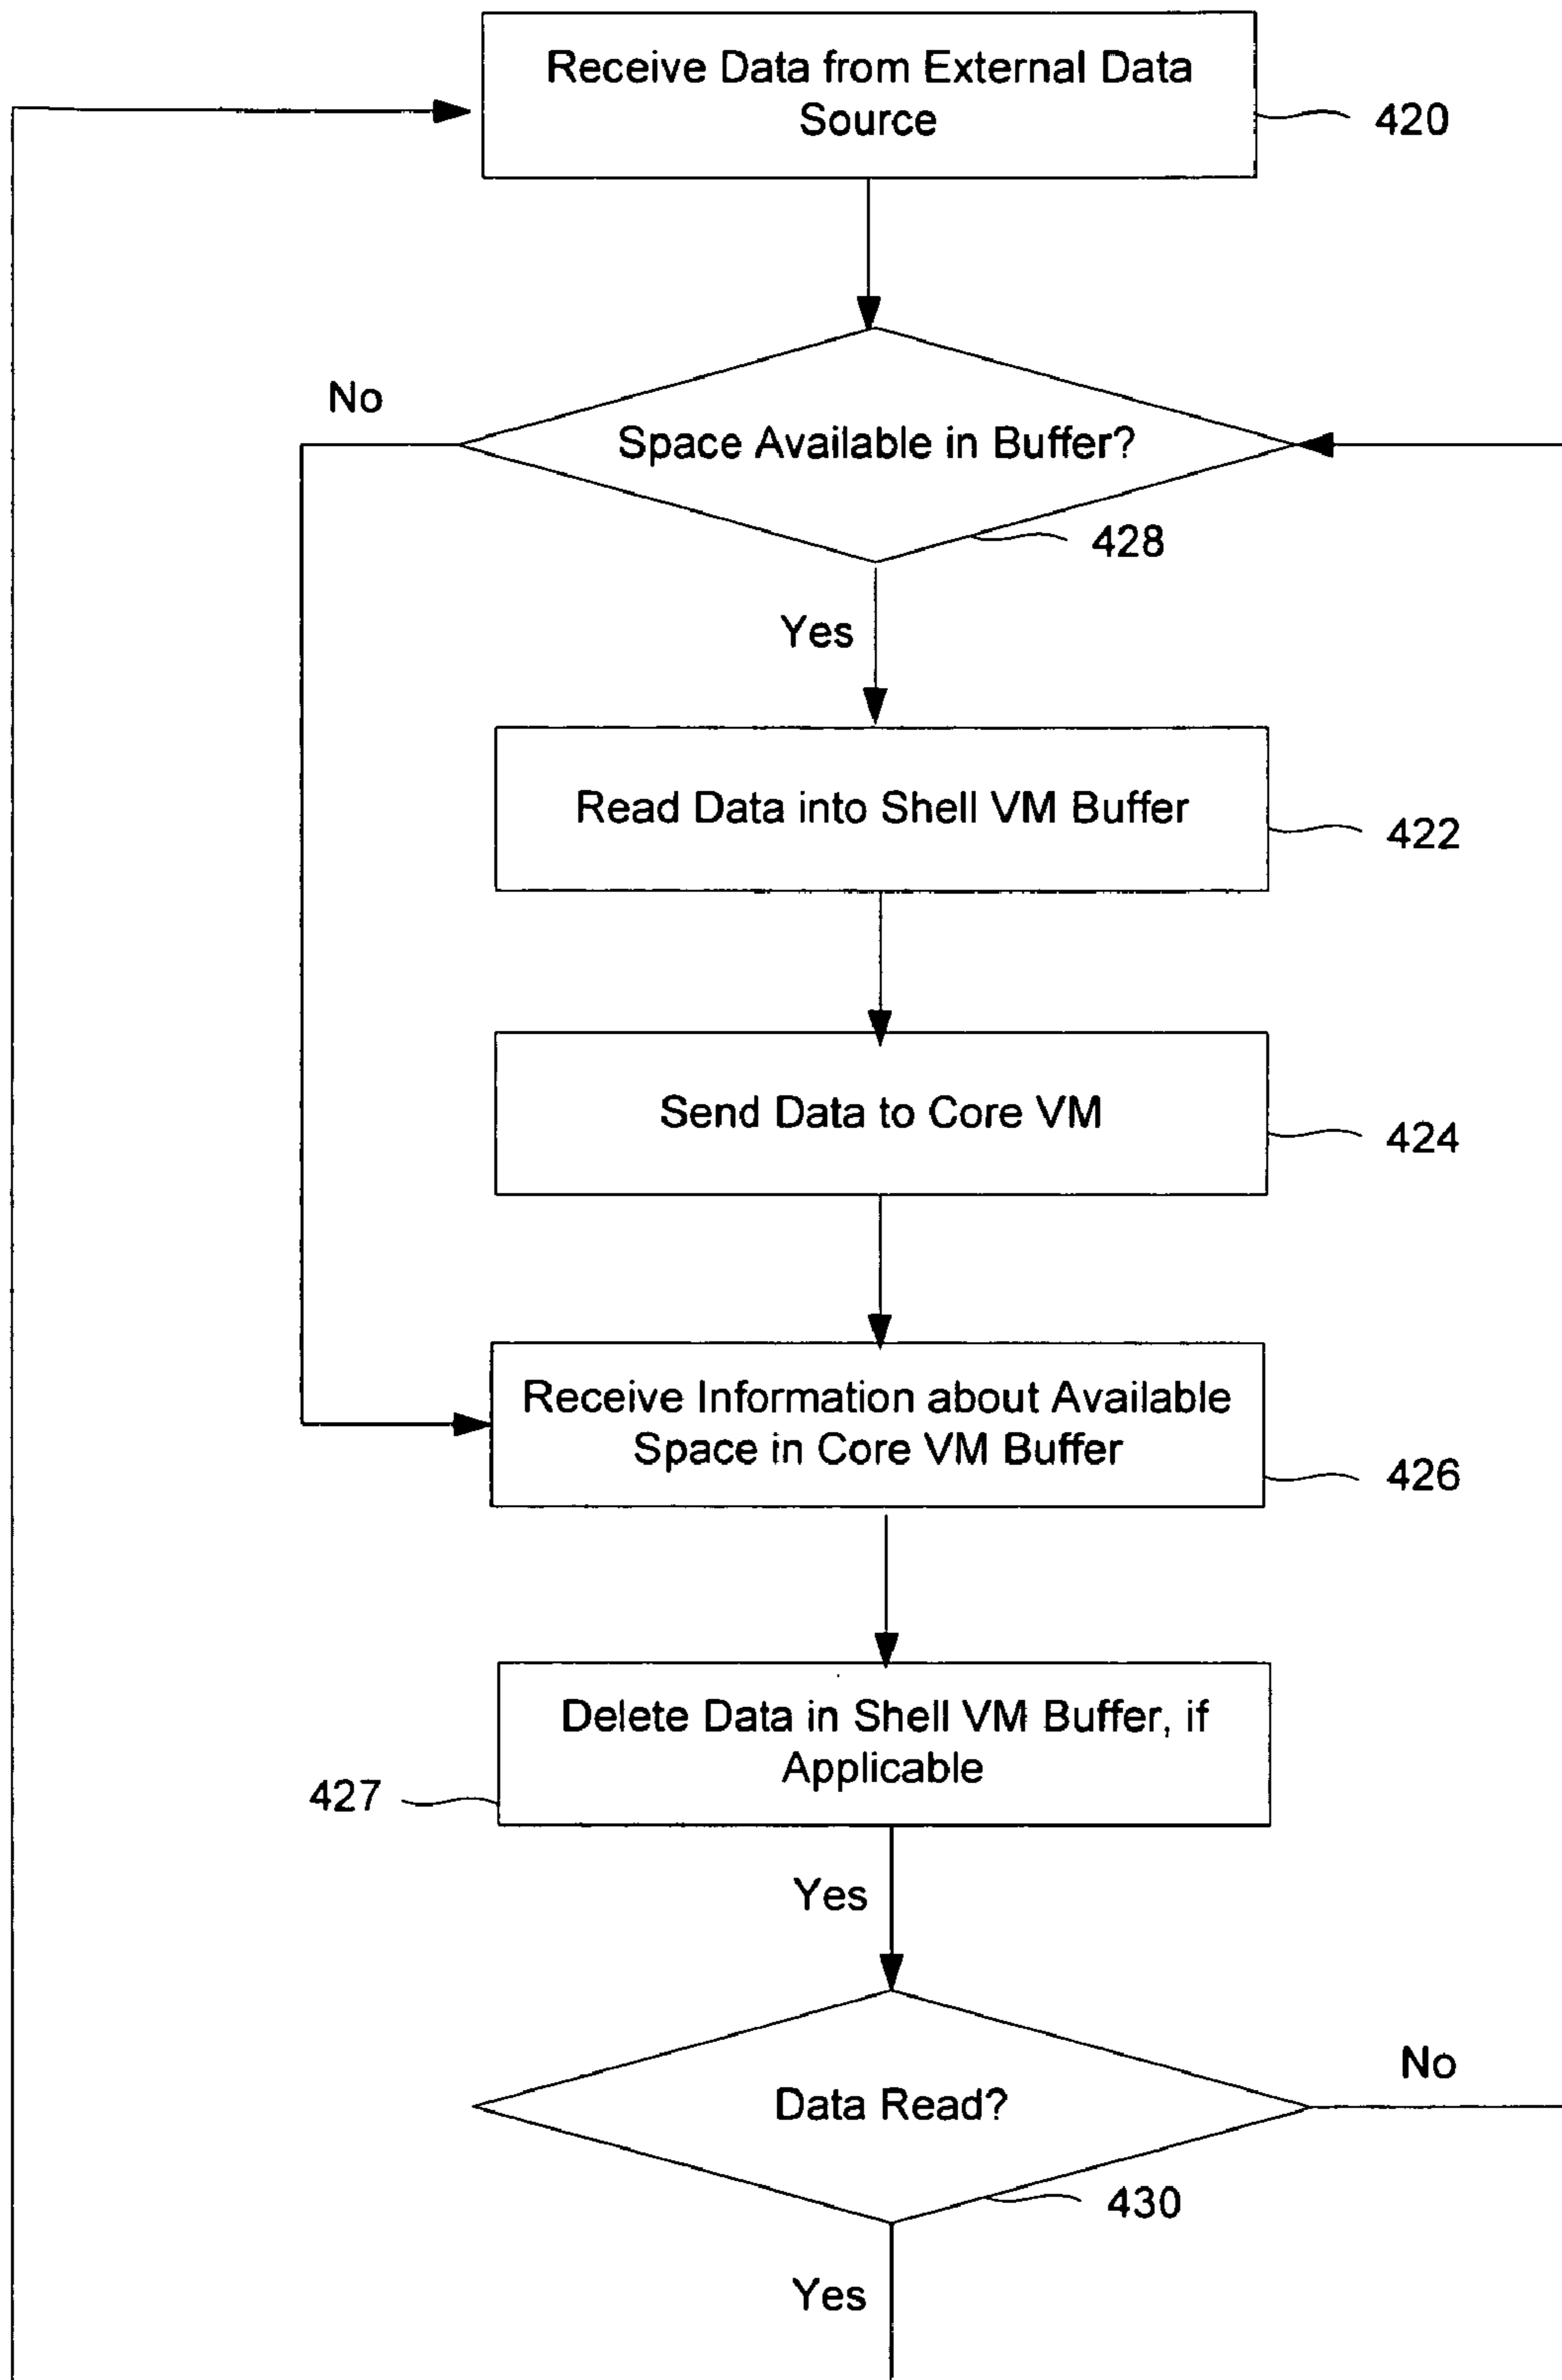 Receive Data from External Data
Source
420
No
Space Available in Buffer?
428
Yes
Read Data into Shell VM Buffer
422
Send Data to Core VM
424
Receive Information about Available
Space in Core VM Buffer
426
Delete Data in Shell VM Buffer, if
Applicable
427
Yes
No
Data Read?
430
Yes